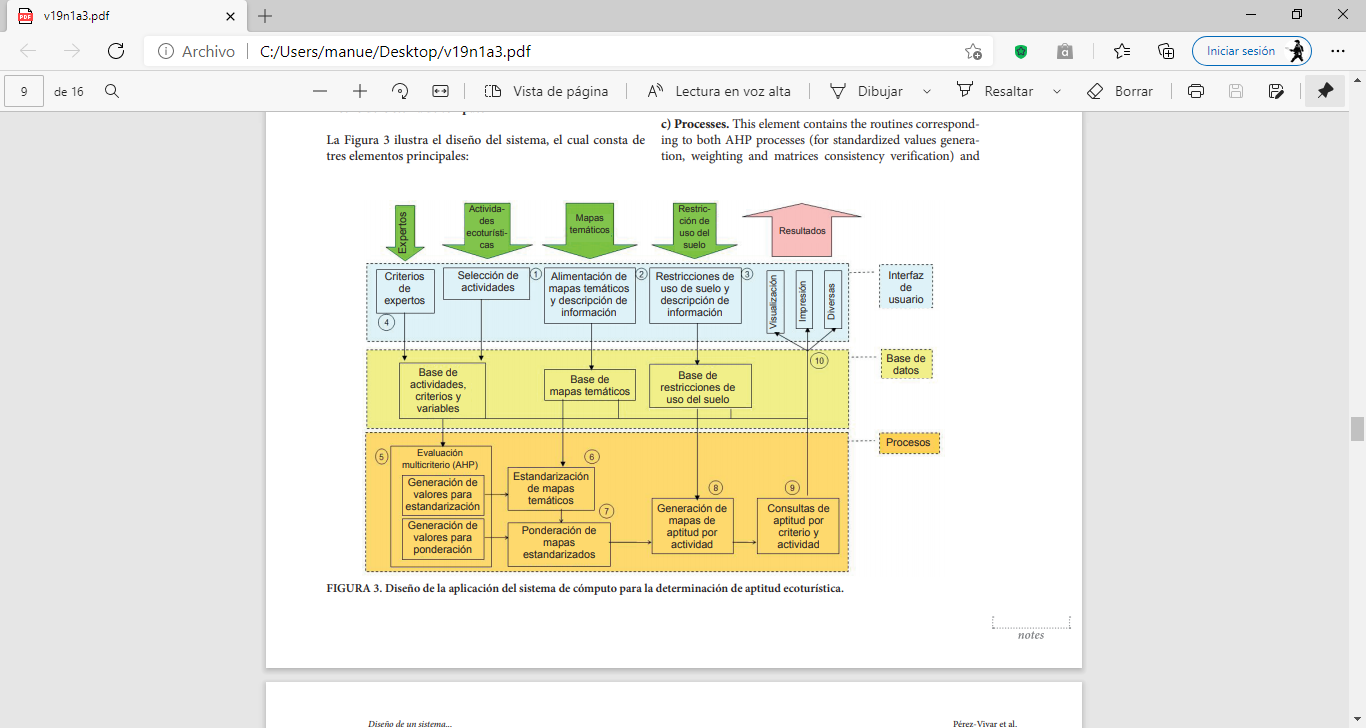 v19n1a3.pdf
Archivo
C:/Users/manue/Desktop/v19n1a3.pdf
Iniciar sesión
9
de 16
Vista de página
Lectura en voz alta
Dibujar
Resaltar
Borrar
La Figura 3 ilustra el diseño del sistema, el cual consta de
tres elementos principales:
c) Processes. This element contains the routines correspond-
ing to both AHP processes (for standardized values genera-
tion, weighting and matrices consistency verification) and
Expertos
Activida-
des
ecoturísti-
cas
Mapas
temáticos
Restric-
ción de
uso del
suelo
Resultados
Criterios
de
expertos
4
Selección de
actividades
1
Alimentación de
mapas temáticos
y descripción de
información
2
Restricciones de
uso de suelo y
descripción de
información
3
Visualización
Impresión
Diversas
Interfaz
de
usuario
10
Base de
actividades,
criterios y
variables
Base de
mapas temáticos
Base de
restricciones de
uso del suelo
Base de
datos
Procesos
5
Evaluación
multicriterio (AHP)
Generación de
valores para
estandarización
Generación de
valores para
ponderación
6
Estandarización
de mapas
temáticos
7
Ponderación de
mapas
estandarizados
8
Generación de
mapas de
aptitud por
actividad
9
Consultas de
aptitud por
criterio y
actividad
FIGURA 3. Diseño de la aplicación del sistema de cómputo para la determinación de aptitud ecoturística.
notes
Diseño de un sistema...
Pérez-Vivar et al.